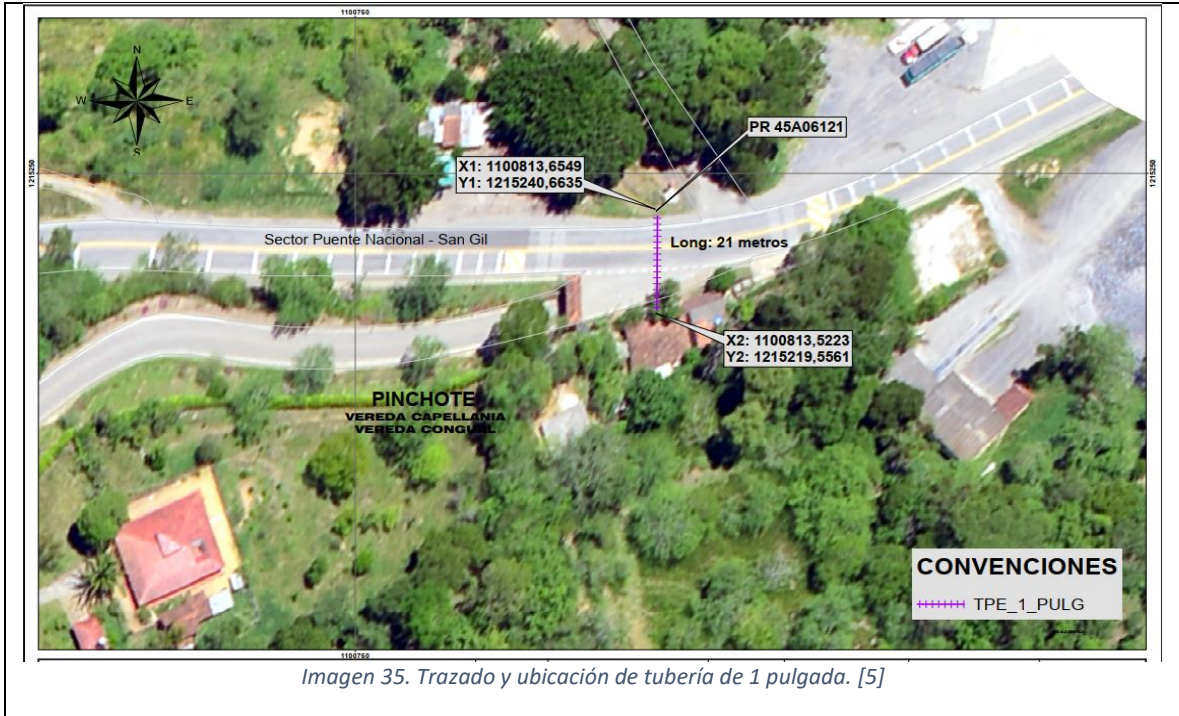 1100750
N
W E
S
PR 45A06121
X1: 1100813,6549
Y1: 1215240,6635
1215250
1215250
Sector Puente Nacional - San Gil
Long: 21 metros
X2: 1100813,5223
Y2: 1215219,5561
PINCHOTE
VEREDA CAPELLANIA
VEREDA CONGUAL
CONVENCIONES
TPE_1_PULG
1100750
Imagen 35. Trazado y ubicación de tubería de 1 pulgada. [5]